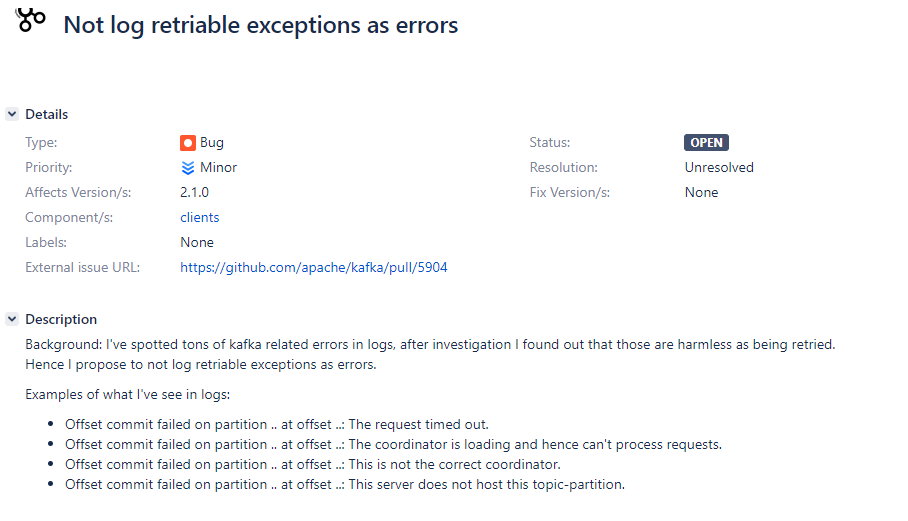 Not log retriable exceptions as errors
Details
Type: Bug Status: OPEN
Priority: Minor Resolution: Unresolved
Affects Version/s: 2.1.0 Fix Version/s: None
Component/s: clients
Labels: None
External issue URL: https://github.com/apache/kafka/pull/5904
Description
Background: I've spotted tons of kafka related errors in logs, after investigation I found out that those are harmless as being retried.
Hence I propose to not log retriable exceptions as errors.
Examples of what I've see in logs:
• Offset commit failed on partition .. at offset ..: The request timed out.
• Offset commit failed on partition .. at offset ..: The coordinator is loading and hence can't process requests.
• Offset commit failed on partition .. at offset ..: This is not the correct coordinator.
• Offset commit failed on partition .. at offset ..: This server does not host this topic-partition.